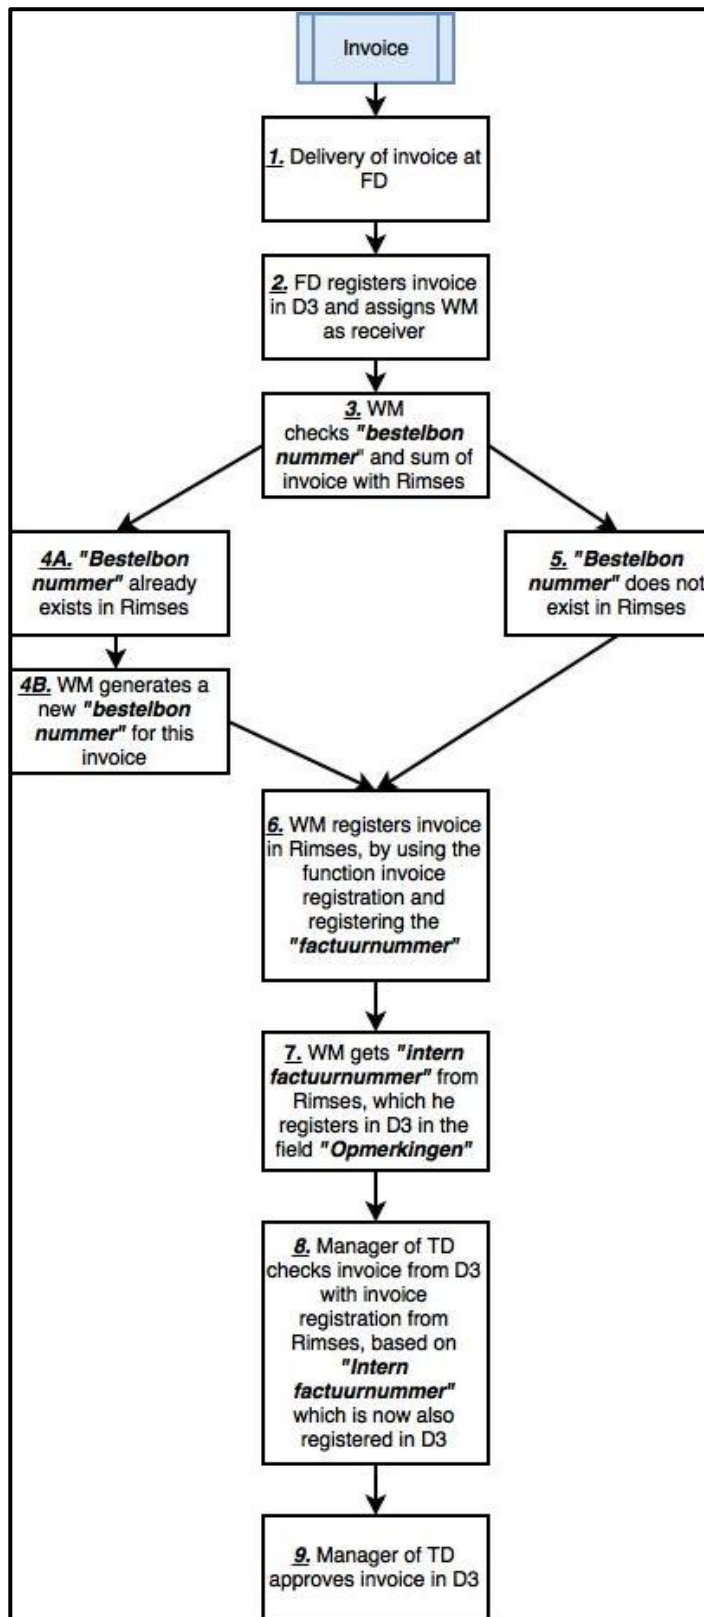 Invoice
1. Delivery of invoice at
FD
2. FD registers invoice
in D3 and assigns WM
as receiver
3. WM
checks "bestelbon
nummer" and sum of
invoice with Rimses
4A. "Bestelbon
nummer" already
exists in Rimses
5. "Bestelbon
nummer" does not
exist in Rimses
4B. WM generates a
new "bestelbon
nummer" for this
invoice
6. WM registers invoice
in Rimses, by using the
function invoice
registration and
registering the
"factuurnummer"
7. WM gets "intern
factuurnummer" from
Rimses, which he
registers in D3 in the
field "Opmerkingen"
8. Manager of TD
checks invoice from D3
with invoice
registration from
Rimses, based on
"Intern
factuurnummer"
which is now also
registered in D3
9. Manager of TD
approves invoice in D3